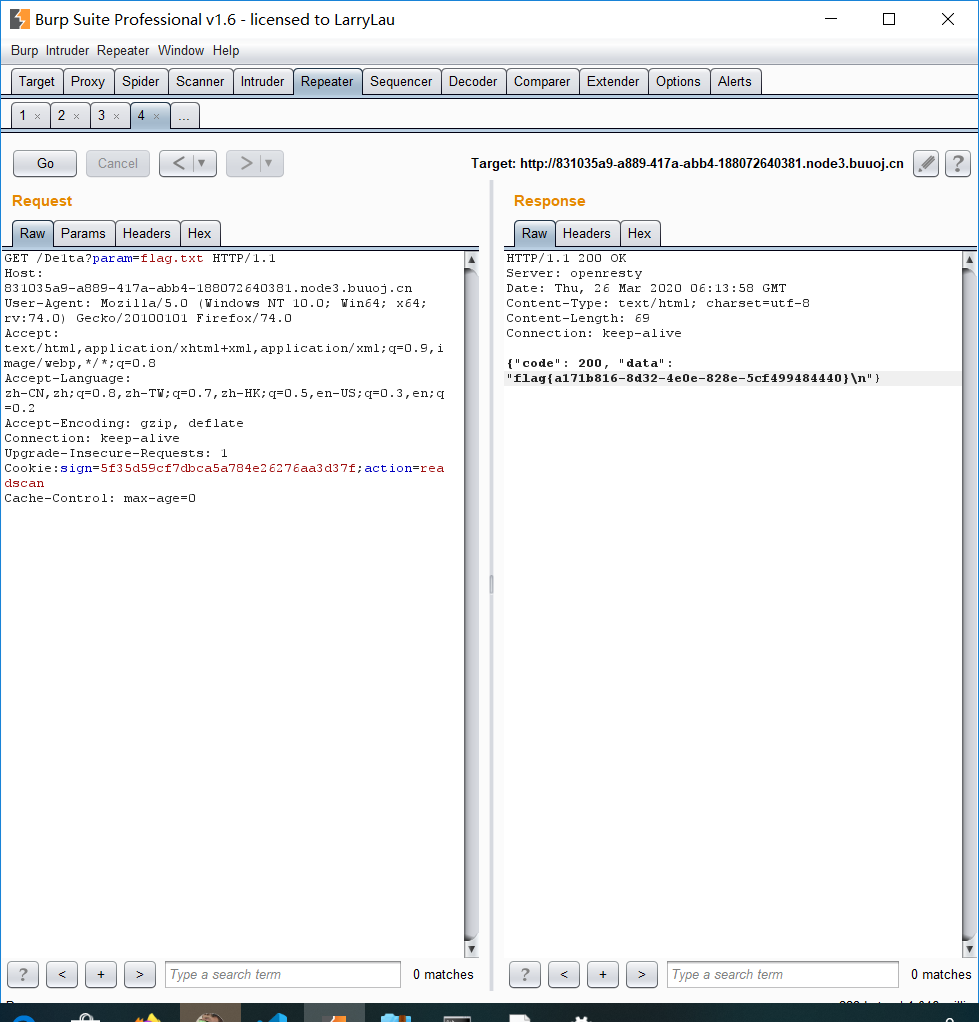 Burp Suite Professional v1.6 - licensed to LarryLau
Burp Intruder Repeater Window Help
Target Proxy Spider Scanner Intruder Repeater Sequencer Decoder Comparer Extender Options Alerts
1 × 2 × 3 × 4 × ...
Go Cancel < ▼ > ▼ Target: http://831035a9-a889-417a-abb4-188072640381.node3.buuoj.cn ?
Request
Raw Params Headers Hex
GET /De1ta?param=flag.txt HTTP/1.1
Host:
831035a9-a889-417a-abb4-188072640381.node3.buuoj.cn
User-Agent: Mozilla/5.0 (Windows NT 10.0; Win64; x64;
rv:74.0) Gecko/20100101 Firefox/74.0
Accept:
text/html,application/xhtml+xml,application/xml;q=0.9,i
mage/webp,*/*;q=0.8
Accept-Language:
zh-CN,zh;q=0.8,zh-TW;q=0.7,zh-HK;q=0.5,en-US;q=0.3,en;q
=0.2
Accept-Encoding: gzip, deflate
Connection: keep-alive
Upgrade-Insecure-Requests: 1
Cookie:sign=5f35d59cf7dbca5a784e26276aa3d37f;action=rea
dscan
Cache-Control: max-age=0
? < + > Type a search term 0 matches
Response
Raw Headers Hex
HTTP/1.1 200 OK
Server: openresty
Date: Thu, 26 Mar 2020 06:13:58 GMT
Content-Type: text/html; charset=utf-8
Content-Length: 69
Connection: keep-alive
{"code": 200, "data":
"flag{a171b816-8d32-4e0e-828e-5cf499484440}\n"}
? < + > Type a search term 0 matches